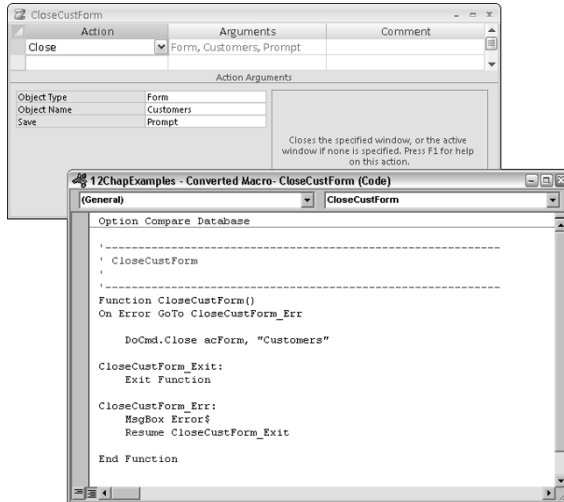 CloseCustForm
Action Arguments Comment
Close Form, Customers, Prompt
Action Arguments
Object Type Form
Object Name Customers
Save Prompt
Closes the specified window, or the active
window if none is specified. Press F1 for help
on this action.
12ChapExamples - Converted Macro- CloseCustForm (Code)
(General) CloseCustForm
Option Compare Database
'------------------------------------------------------------
' CloseCustForm
'
'------------------------------------------------------------
Function CloseCustForm()
On Error GoTo CloseCustForm_Err
DoCmd.Close acForm, "Customers"
CloseCustForm_Exit:
Exit Function
CloseCustForm_Err:
MsgBox Error$
Resume CloseCustForm_Exit
End Function